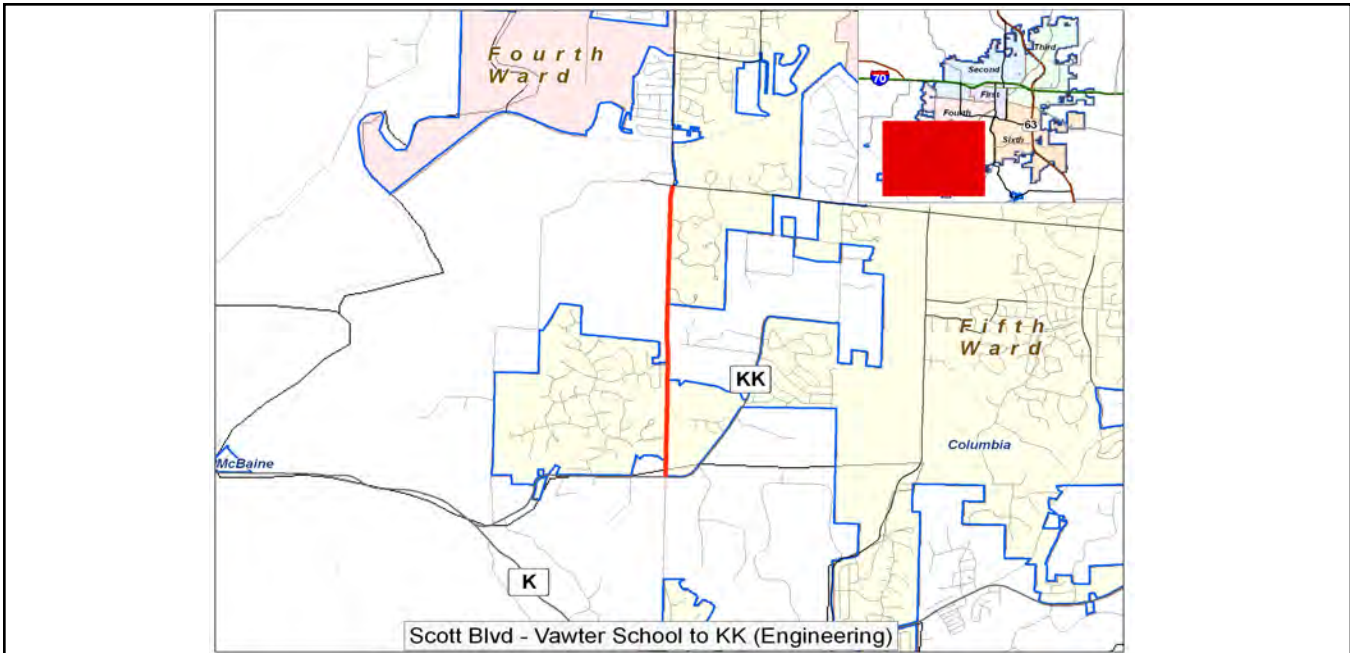 Fourth
Ward
Third
Second
70
First
Fourth
63
Sixth
Fifth
Ward
KK
Columbia
McBaine
K
Scott Blvd - Vawter School to KK (Engineering)